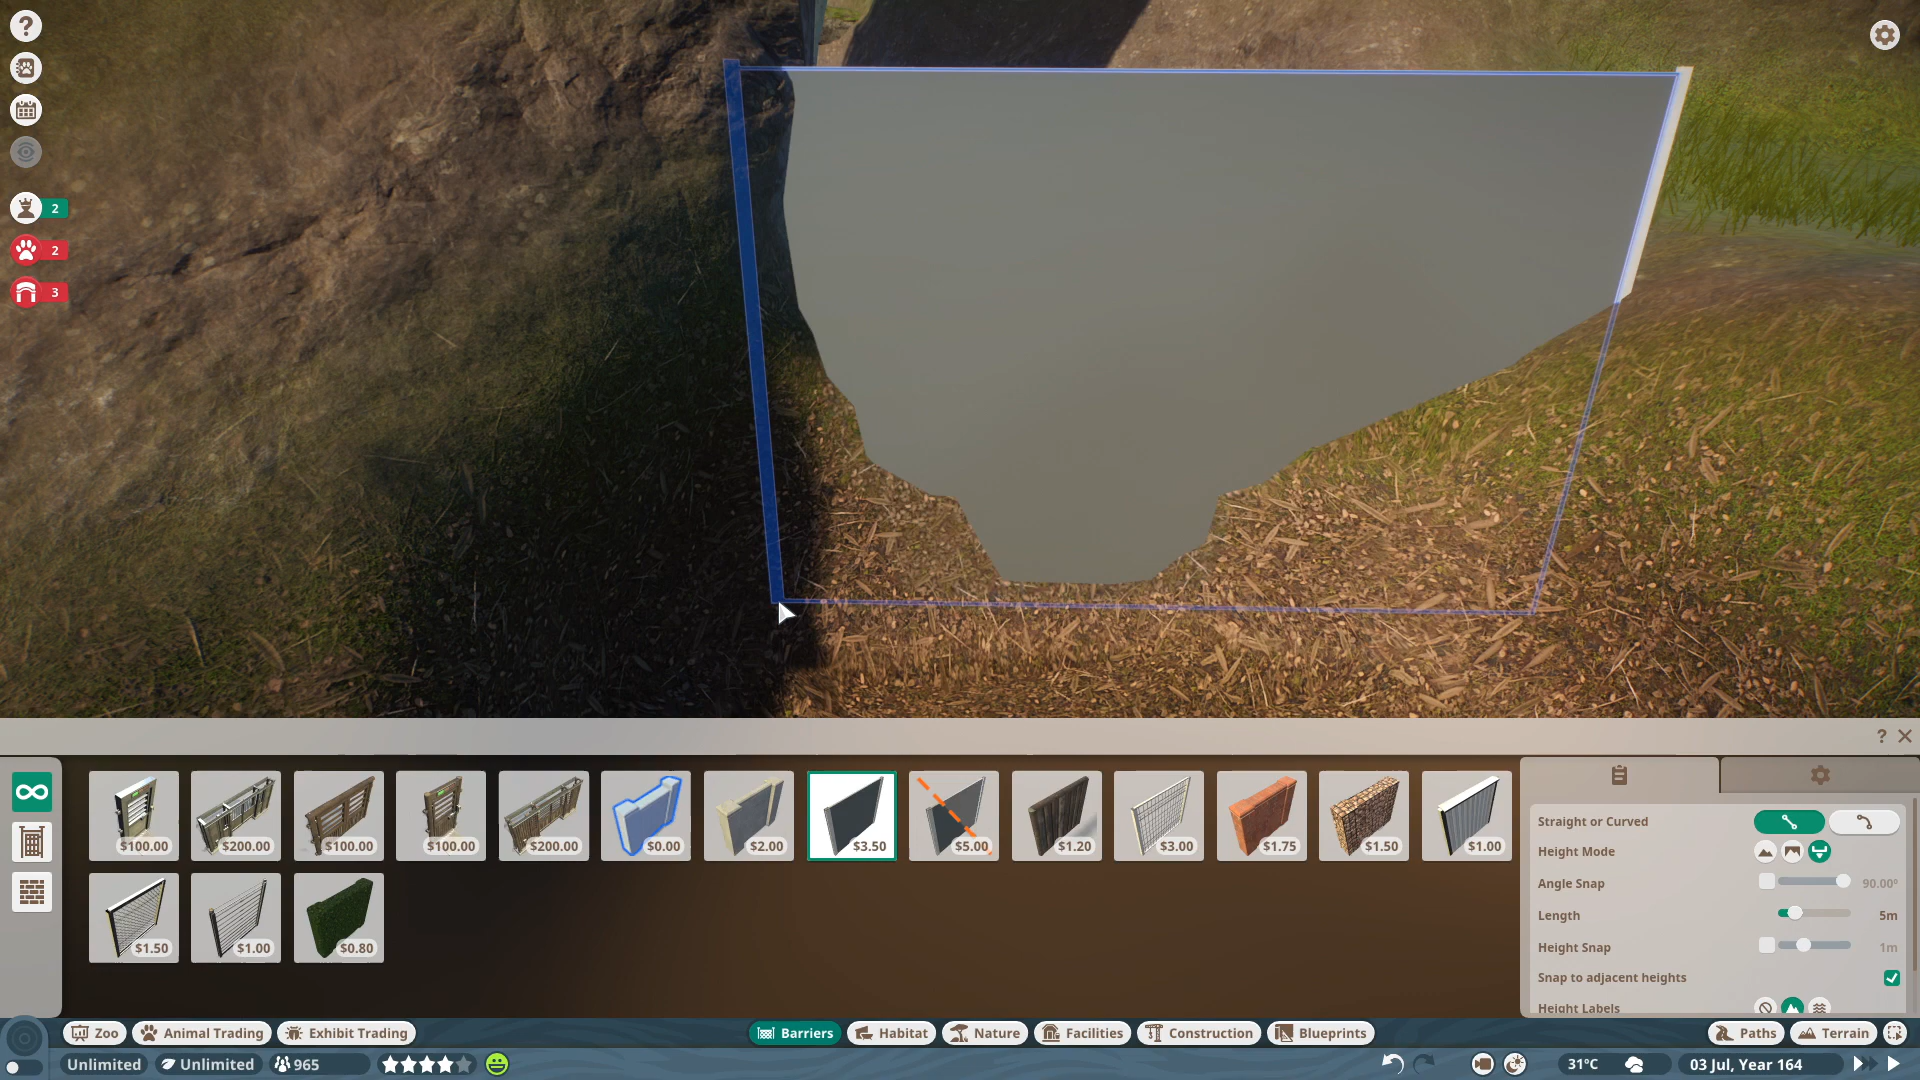 ?
2
2
3
?
$100.00
$200.00
$100.00
$100.00
$200.00
$0.00
$2.00
$3.50
$5.00
$1.20
$3.00
$1.75
$1.50
$1.00
$1.50
$1.00
$0.80
Straight or Curved
Height Mode
Angle Snap 90.00°
Length 5m
Height Snap 1m
Snap to adjacent heights
Height Labels
Zoo Animal Trading Exhibit Trading Barriers Habitat Nature Facilities Construction Blueprints Paths Terrain
Unlimited Unlimited 965 31°C 03 Jul, Year 164